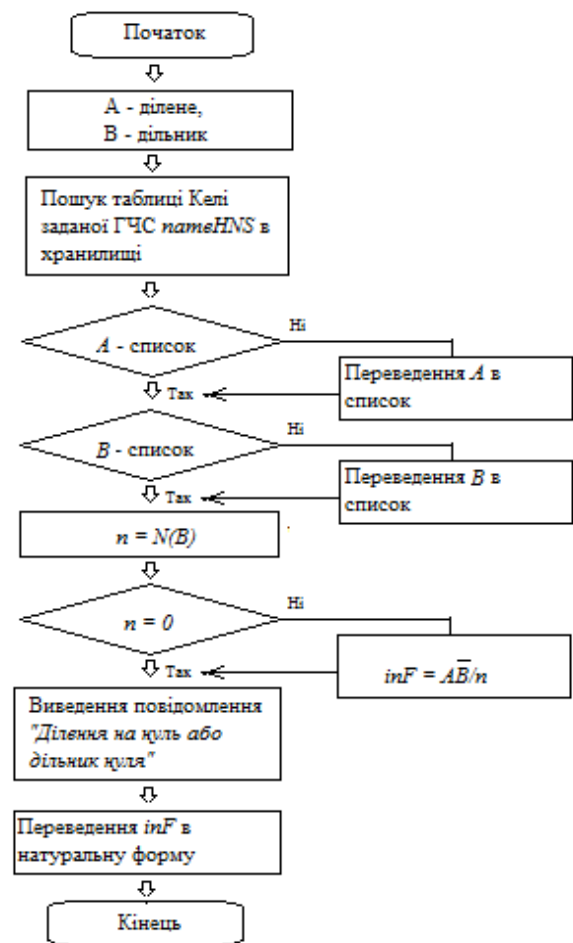 Початок
А - ділене,
В - дільник
Пошук таблиці Келі
заданої ГЧС nameHNS в
хранилищі
A - список
Ні
Переведення A в
список
Так
B - список
Ні
Переведення B в
список
Так
n = N(B)
n = 0
Ні
inF = AB̅/n
Так
Виведення повідомлення
"Ділення на нуль або
дільник нуля"
Переведення inF в
натуральну форму
Кінець